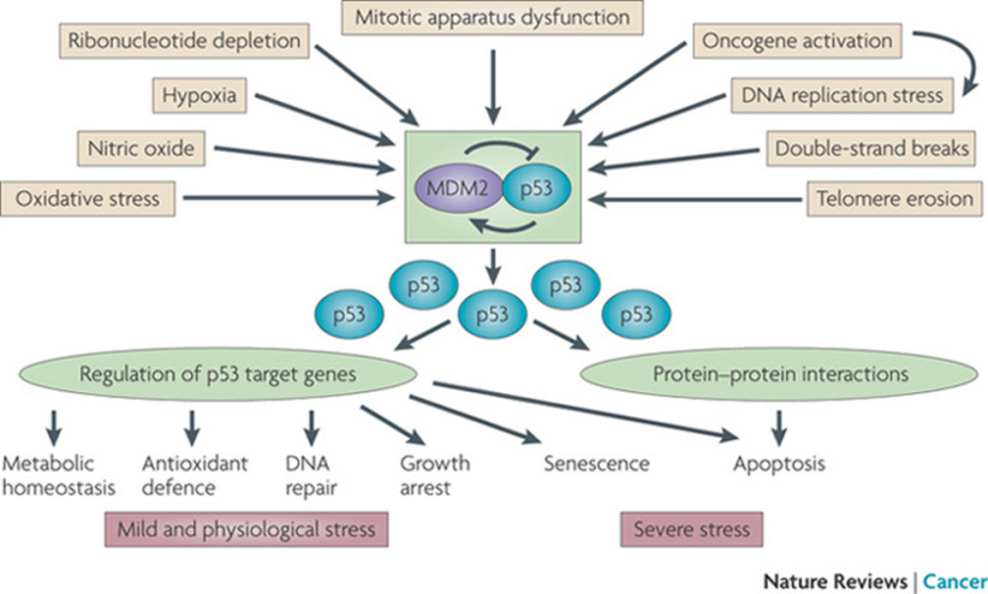 Mitotic apparatus dysfunction
Ribonucleotide depletion
Oncogene activation
Hypoxia
DNA replication stress
Nitric oxide
Double-strand breaks
MDM2
p53
Oxidative stress
Telomere erosion
p53
p53
p53
p53
p53
Regulation of p53 target genes
Protein–protein interactions
Metabolic
homeostasis
Antioxidant
defence
DNA
repair
Growth
arrest
Senescence
Apoptosis
Mild and physiological stress
Severe stress
Nature Reviews | Cancer